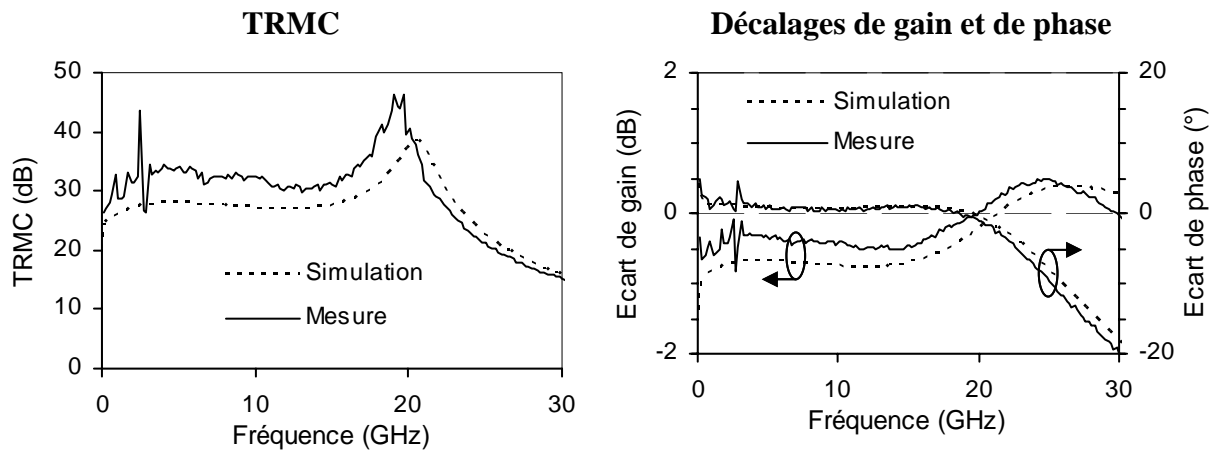 TRMC
50
40
30
20
10
0
TRMC (dB)
Simulation
Mesure
0
10
20
30
Fréquence (GHz)
Décalages de gain et de phase
2
0
-2
Ecart de gain (dB)
Simulation
Mesure
20
0
-20
Ecart de phase (°)
0
10
20
30
Fréquence (GHz)